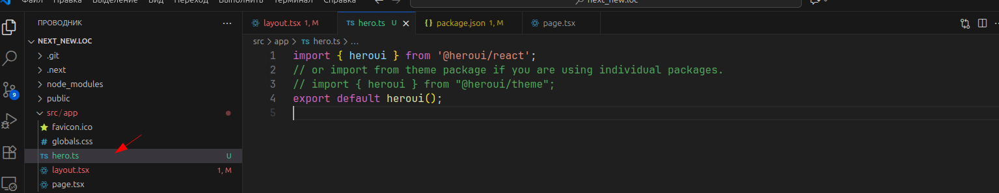 Файл Правка Выделение Вид Переход Выполнить Терминал Справка
next_new.loc
ПРОВОДНИК
NEXT_NEW.LOC
.git
.next
node_modules
public
src/app
favicon.ico
# globals.css
TS hero.ts U
layout.tsx 1, M
page.tsx
9
layout.tsx 1, M
TS hero.ts U
{} package.json 1, M
page.tsx
src > app > TS hero.ts > ...
1 import { heroui } from '@heroui/react';
2 // or import from theme package if you are using individual packages.
3 // import { heroui } from "@heroui/theme";
4 export default heroui();
5